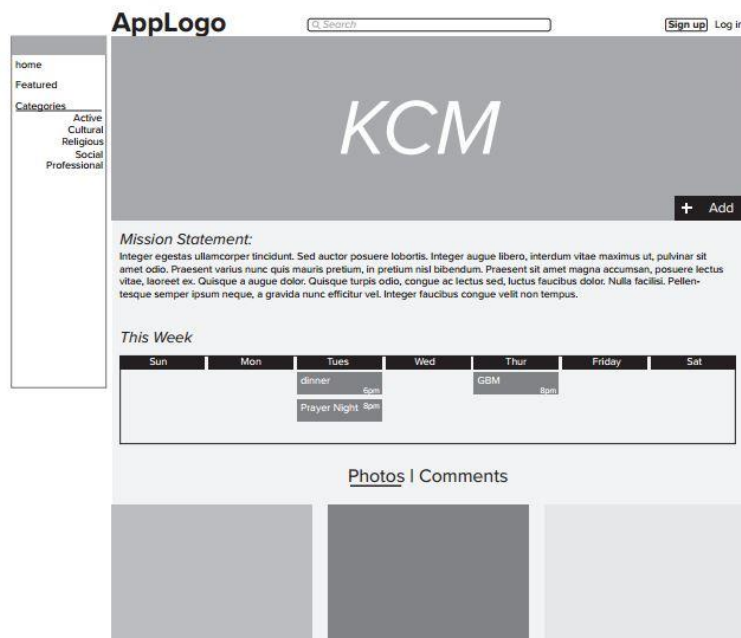 AppLogo
Search
Sign up Log in
home
Featured
Categories
Active
Cultural
Religious
Social
Professional
KCM
+ Add
Mission Statement:
Integer egestas ullamcorper tincidunt. Sed auctor posuere lobortis. Integer augue libero, interdum vitae maximus ut, pulvinar sit
amet odio. Praesent varius nunc quis mauris pretium, in pretium nisl bibendum. Praesent sit amet magna accumsan, posuere lectus
vitae, laoreet ex. Quisque a augue dolor. Quisque turpis odio, congue ac lectus sed, luctus faucibus dolor. Nulla facilisi. Pellen-
tesque semper ipsum neque, a gravida nunc efficitur vel. Integer faucibus congue velit non tempus.
This Week
Sun Mon Tues Wed Thur Friday Sat
dinner
6pm
Prayer Night 8pm
GBM
8pm
Photos | Comments